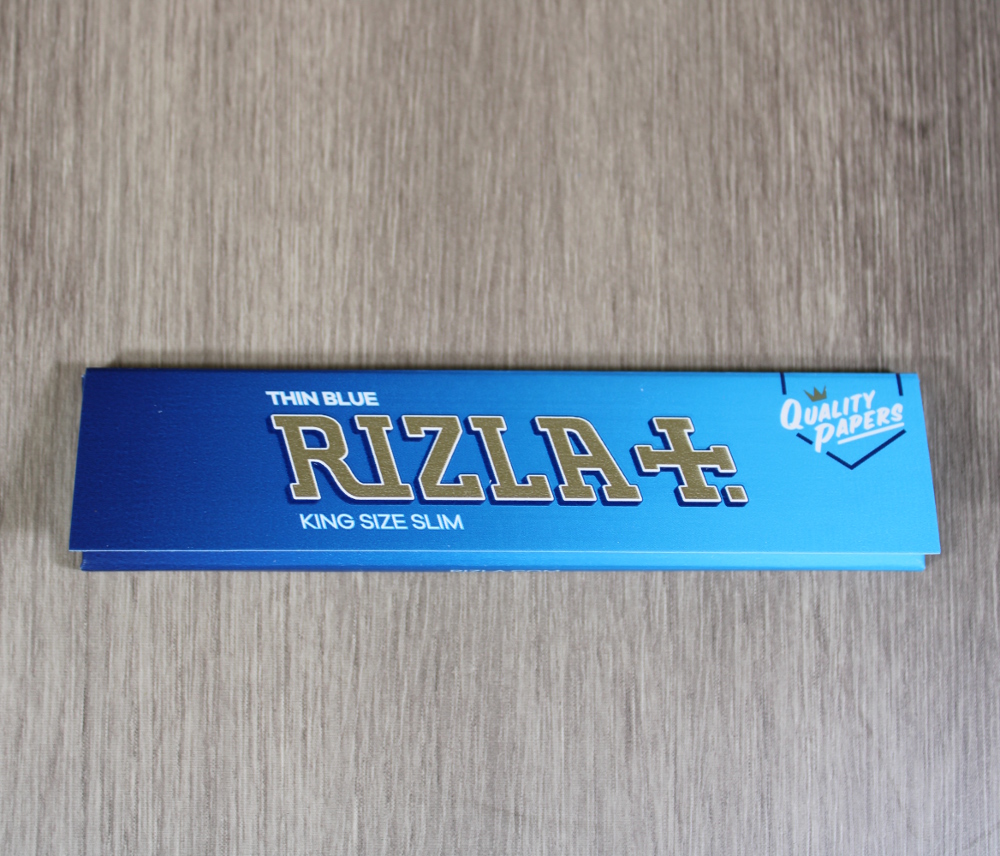 THIN BLUE
RIZLA+.
KING SIZE SLIM
QUALITY
PAPERS